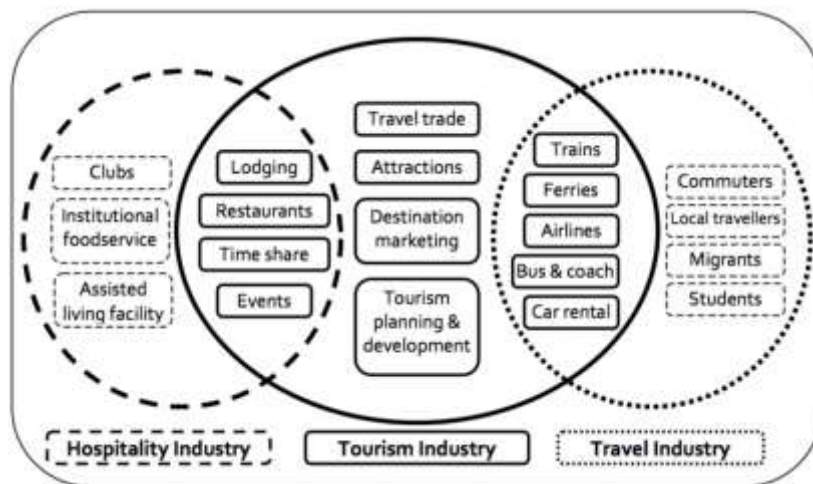 Clubs
Institutional
foodservice
Assisted
living facility
Lodging
Restaurants
Time share
Events
Travel trade
Attractions
Destination
marketing
Tourism
planning &
development
Trains
Ferries
Airlines
Bus & coach
Car rental
Commuters
Local travellers
Migrants
Students
Hospitality Industry
Tourism Industry
Travel Industry